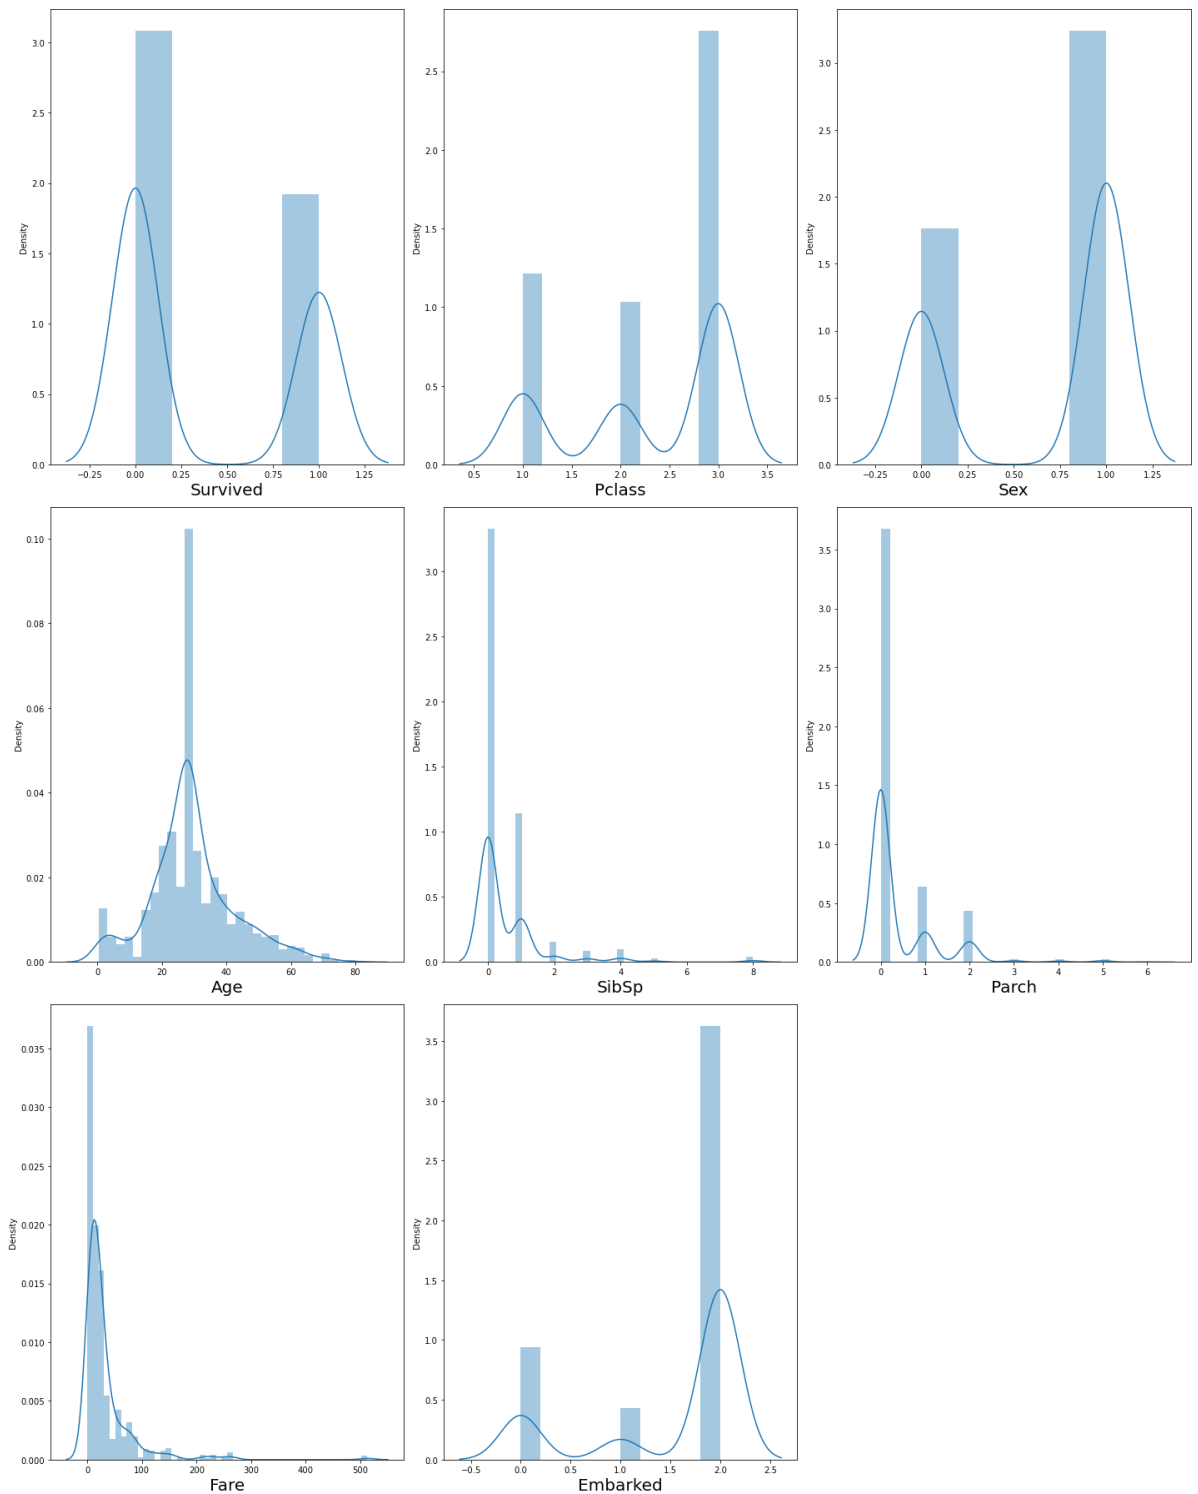 3.0
2.5
2.0
1.5
1.0
0.5
0.0
Density
−0.25 0.00 0.25 0.50 0.75 1.00 1.25
Survived
2.5
2.0
1.5
1.0
0.5
0.0
Density
0.5 1.0 1.5 2.0 2.5 3.0 3.5
Pclass
3.0
2.5
2.0
1.5
1.0
0.5
0.0
Density
−0.25 0.00 0.25 0.50 0.75 1.00 1.25
Sex
0.10
0.08
0.06
0.04
0.02
0.00
Density
0 20 40 60 80
Age
3.0
2.5
2.0
1.5
1.0
0.5
0.0
Density
0 2 4 6 8
SibSp
3.5
3.0
2.5
2.0
1.5
1.0
0.5
0.0
Density
0 1 2 3 4 5 6
Parch
0.035
0.030
0.025
0.020
0.015
0.010
0.005
0.000
Density
0 100 200 300 400 500
Fare
3.5
3.0
2.5
2.0
1.5
1.0
0.5
0.0
Density
−0.5 0.0 0.5 1.0 1.5 2.0 2.5
Embarked